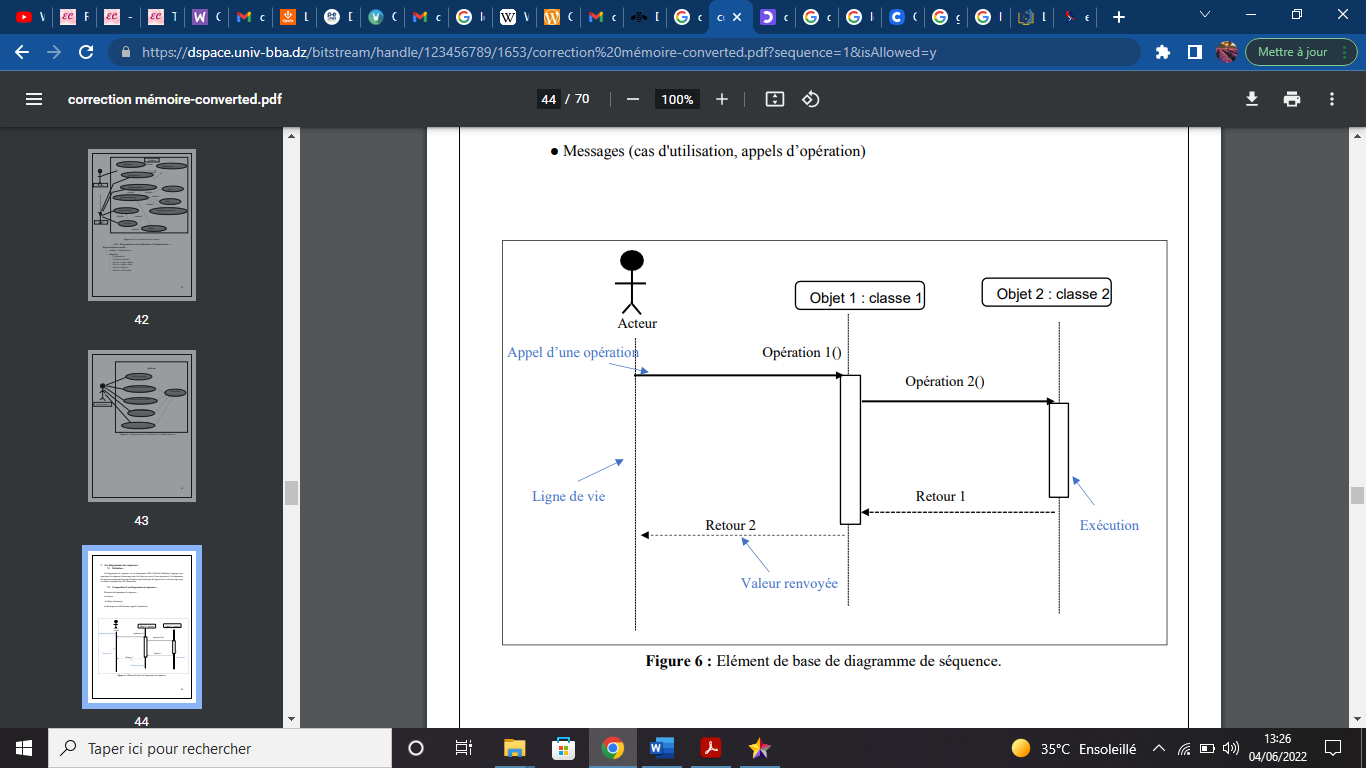 https://dspace.univ-bba.dz/bitstream/handle/123456789/1653/correction%20mémoire-converted.pdf?sequence=1&isAllowed=y
Mettre à jour
correction mémoire-converted.pdf
44 / 70
100%
● Messages (cas d'utilisation, appels d’opération)
Objet 1 : classe 1
Objet 2 : classe 2
Acteur
Appel d’une opération
Opération 1()
Opération 2()
Ligne de vie
Retour 1
Retour 2
Exécution
Valeur renvoyée
Figure 6 : Elément de base de diagramme de séquence.
42
43
44
Taper ici pour rechercher
35°C Ensoleillé
13:26
04/06/2022